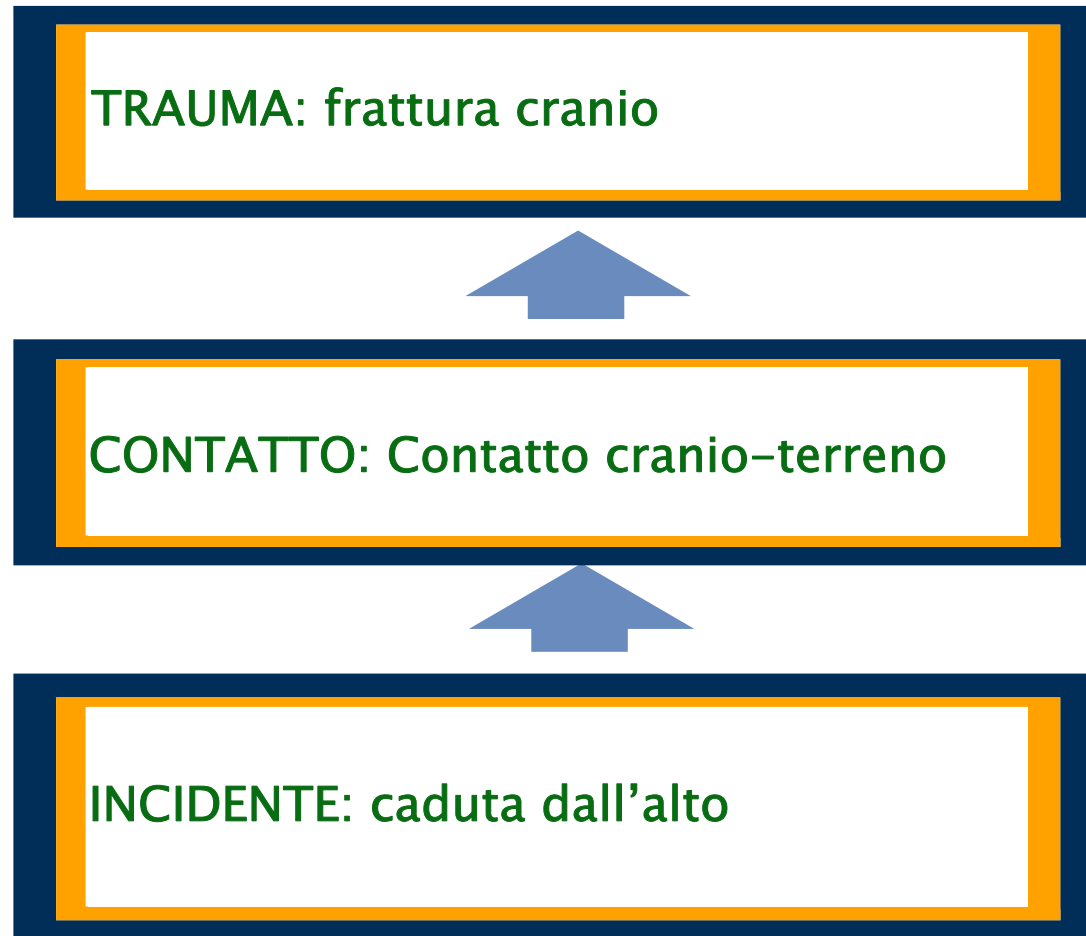 TRAUMA: frattura cranio
CONTATTO: Contatto cranio–terreno
INCIDENTE: caduta dall’alto